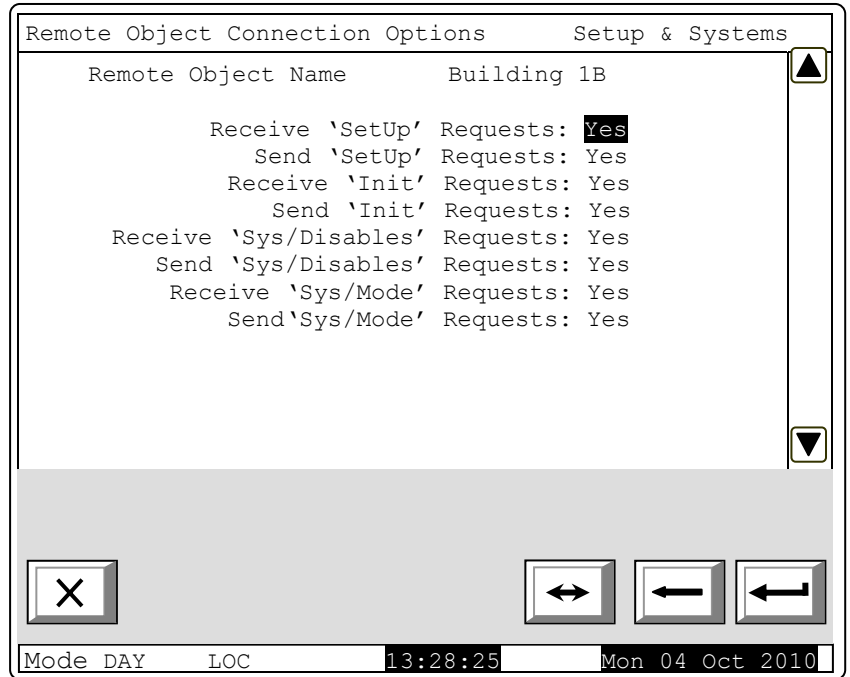 Remote Object Connection Options Setup & Systems
Remote Object Name Building 1B
Receive ‘SetUp’ Requests: Yes
Send ‘SetUp’ Requests: Yes
Receive ‘Init’ Requests: Yes
Send ‘Init’ Requests: Yes
Receive ‘Sys/Disables’ Requests: Yes
Send ‘Sys/Disables’ Requests: Yes
Receive ‘Sys/Mode’ Requests: Yes
Send‘Sys/Mode’ Requests: Yes
Mode DAY LOC 13:28:25 Mon 04 Oct 2010